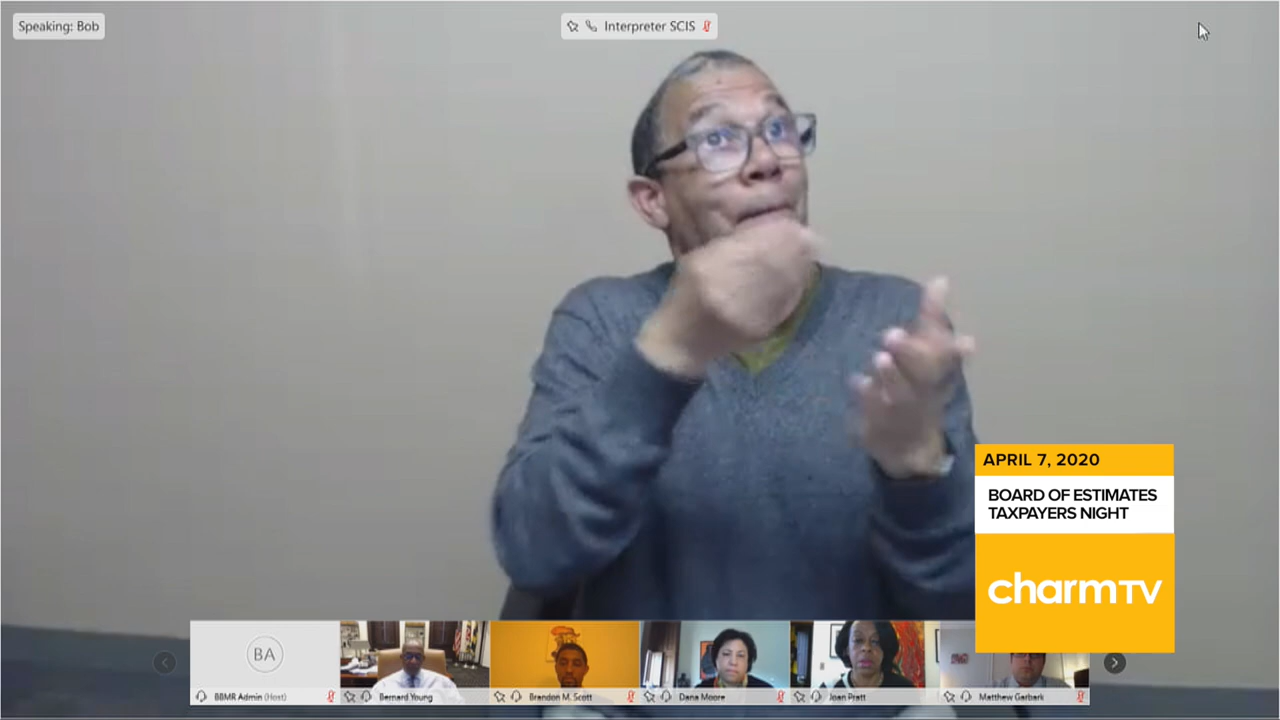 Speaking: Bob
Interpreter SCIS
APRIL 7, 2020
BOARD OF ESTIMATES
TAXPAYERS NIGHT
charmTV
BA
BBMR Admin (Host)
Bernard Young
Brandon M. Scott
Dana Moore
Joan Pratt
Matthew Garbark